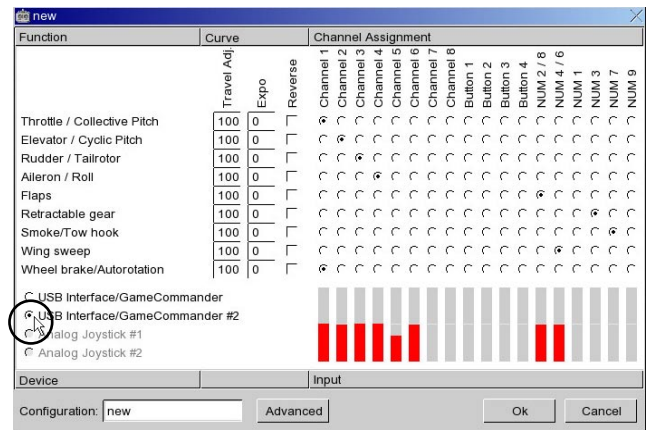 new
Function Curve Channel Assignment
Travel Adj. Expo Reverse Channel 1 Channel 2 Channel 3 Channel 4 Channel 5 Channel 6 Channel 7 Channel 8 Button 1 Button 2 Button 3 Button 4 NUM 2 / 8 NUM 4 / 6 NUM 1 NUM 3 NUM 7 NUM 9
Throttle / Collective Pitch 100 0
Elevator / Cyclic Pitch 100 0
Rudder / Tailrotor 100 0
Aileron / Roll 100 0
Flaps 100 0
Retractable gear 100 0
Smoke/Tow hook 100 0
Wing sweep 100 0
Wheel brake/Autorotation 100 0
USB Interface/GameCommander
USB Interface/GameCommander #2
Analog Joystick #1
Analog Joystick #2
Device Input
Configuration: new Advanced Ok Cancel